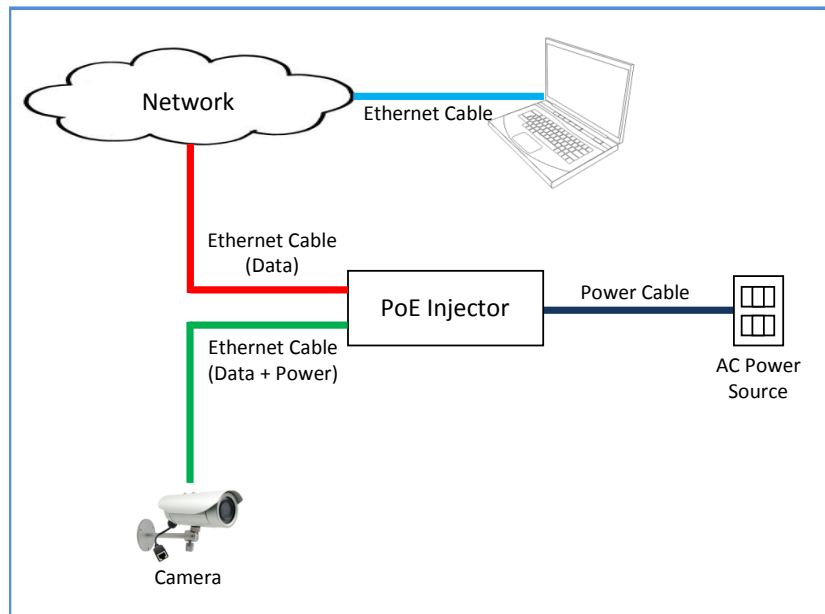 Network
Ethernet Cable
Ethernet Cable
(Data)
PoE Injector
Power Cable
Ethernet Cable
(Data + Power)
AC Power
Source
Camera